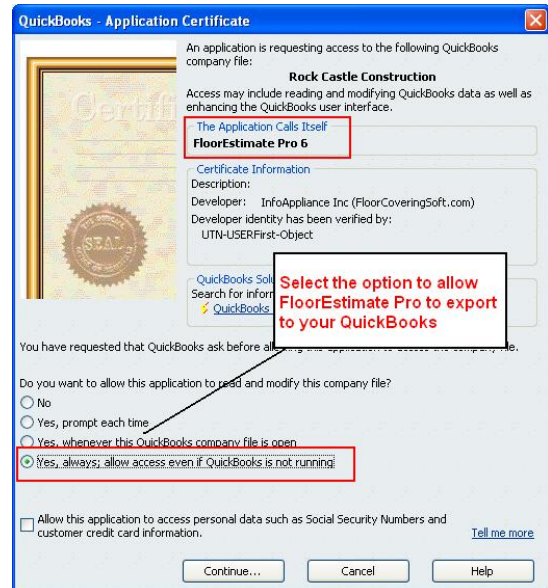 QuickBooks - Application Certificate
An application is requesting access to the following QuickBooks
company file:
Rock Castle Construction
Access may include reading and modifying QuickBooks data as well as
enhancing the QuickBooks user interface.
The Application Calls Itself
FloorEstimate Pro 6
Certificate Information
Description:
Developer: InfoAppliance Inc (FloorCoveringSoft.com)
Developer identity has been verified by:
UTN-USERFirst-Object
SEAL
QuickBooks
Search for
QuickBooks
Select the option to allow
FloorEstimate Pro to export
to your QuickBooks
You have requested that QuickBooks ask before this application to access the company file.
Do you want to allow this application to read and modify this company file?
No
Yes, prompt each time
Yes, whenever this QuickBooks company file is open
Yes, always; allow access even if QuickBooks is not running
Allow this application to access personal data such as Social Security Numbers and
customer credit card information.
Tell me more
Continue...
Cancel
Help